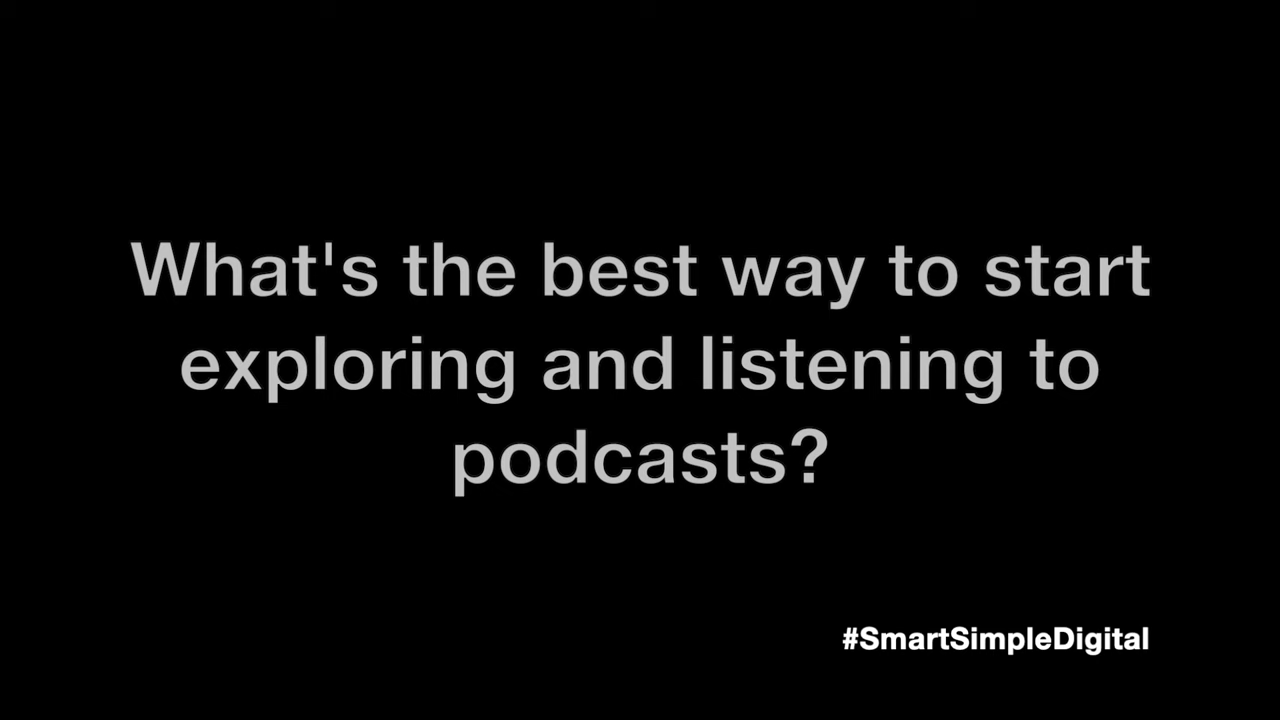 What's the best way to start
exploring and listening to
podcasts?
#SmartSimpleDigital